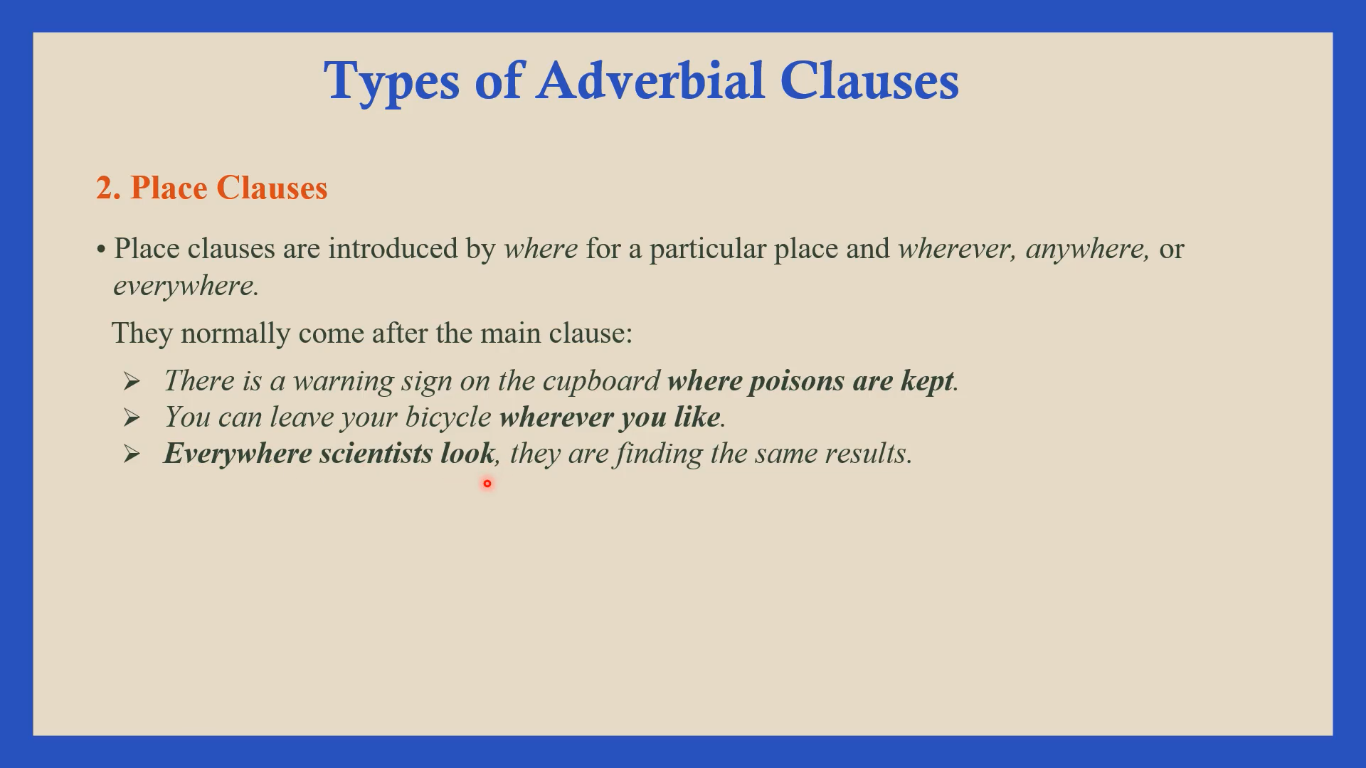 Types of Adverbial Clauses
2. Place Clauses
• Place clauses are introduced by where for a particular place and wherever, anywhere, or
everywhere.
They normally come after the main clause:
➢ There is a warning sign on the cupboard where poisons are kept.
➢ You can leave your bicycle wherever you like.
➢ Everywhere scientists look, they are finding the same results.